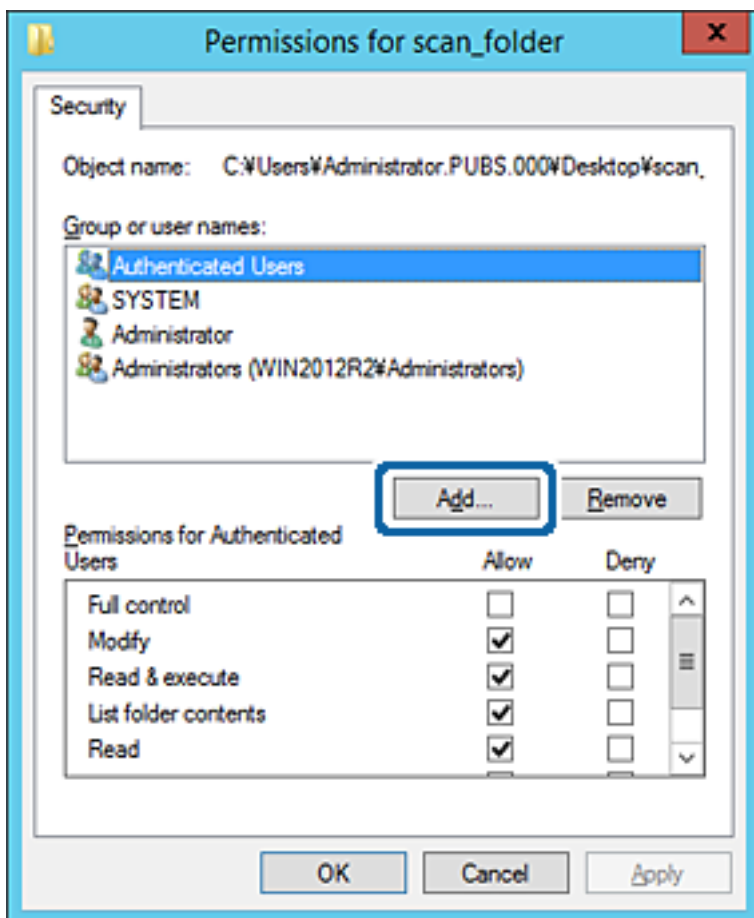 Permissions for scan_folder
x
Security
Object name: C:¥Users¥Administrator.PUBS.000¥Desktop¥scan_
Group or user names:
Authenticated Users
SYSTEM
Administrator
Administrators (WIN2012R2¥Administrators)
Add...
Remove
Permissions for Authenticated
Users
Allow
Deny
Full control
Modify
Read & execute
List folder contents
Read
OK
Cancel
Apply